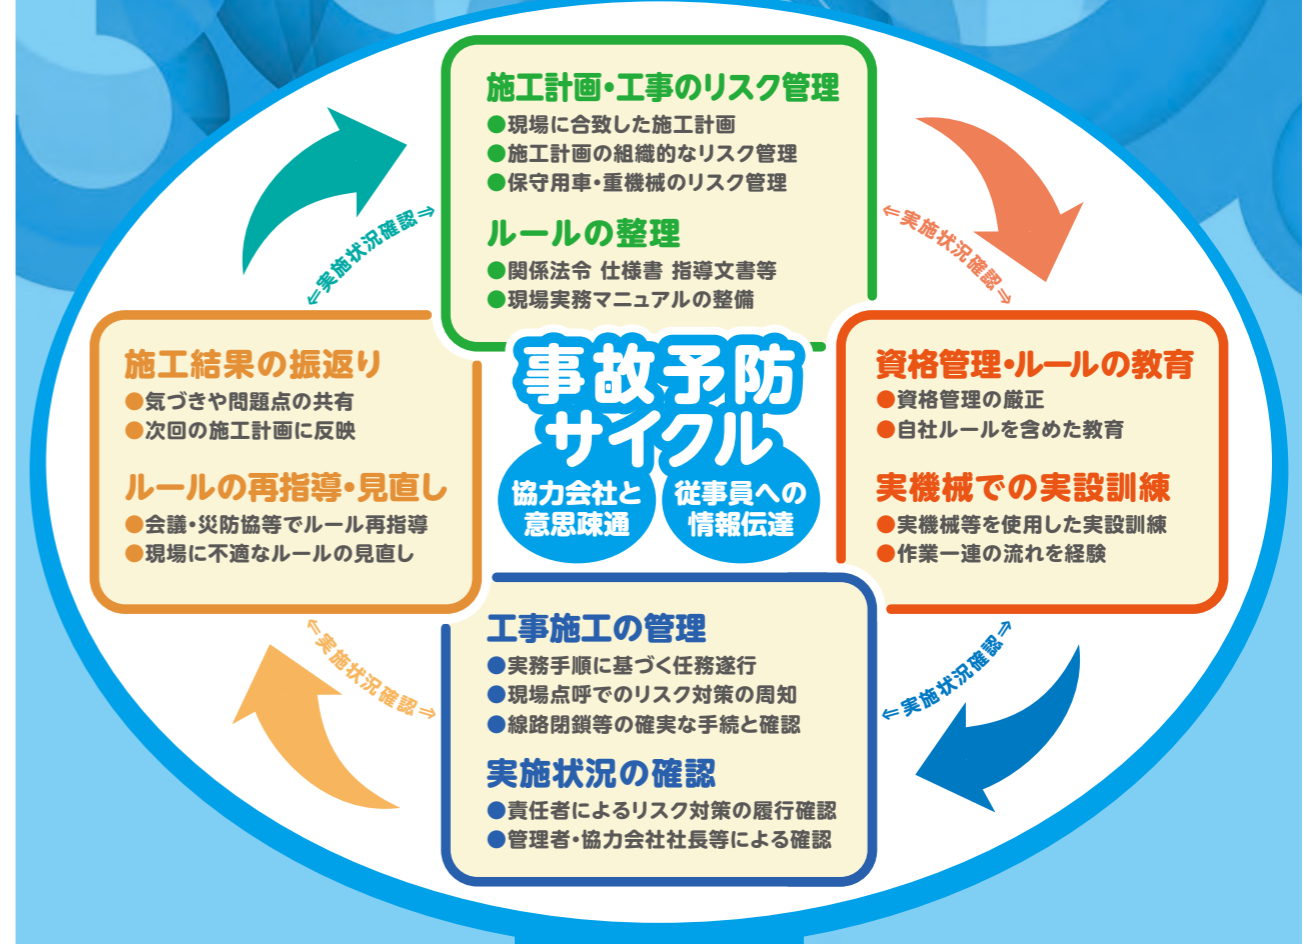 施工計画・工事のリスク管理
●現場に合致した施工計画
●施工計画の組織的なリスク管理
●保守用車・重機械のリスク管理
ルールの整理
●関係法令 仕様書 指導文書等
●現場実務マニュアルの整備
⇐実施状況確認⇒
⇐実施状況確認⇒
施工結果の振返り
●気づきや問題点の共有
●次回の施工計画に反映
ルールの再指導・見直し
●会議・災防協等でルール再指導
●現場に不適なルールの見直し
事故予防
サイクル
協力会社と
意思疎通
従事員への
情報伝達
資格管理・ルールの教育
●資格管理の厳正
●自社ルールを含めた教育
実機械での実設訓練
●実機械等を使用した実設訓練
●作業一連の流れを経験
⇐実施状況確認⇒
⇐実施状況確認⇒
工事施工の管理
●実務手順に基づく任務遂行
●現場点呼でのリスク対策の周知
●線路閉鎖等の確実な手続と確認
実施状況の確認
●責任者によるリスク対策の履行確認
●管理者・協力会社社長等による確認